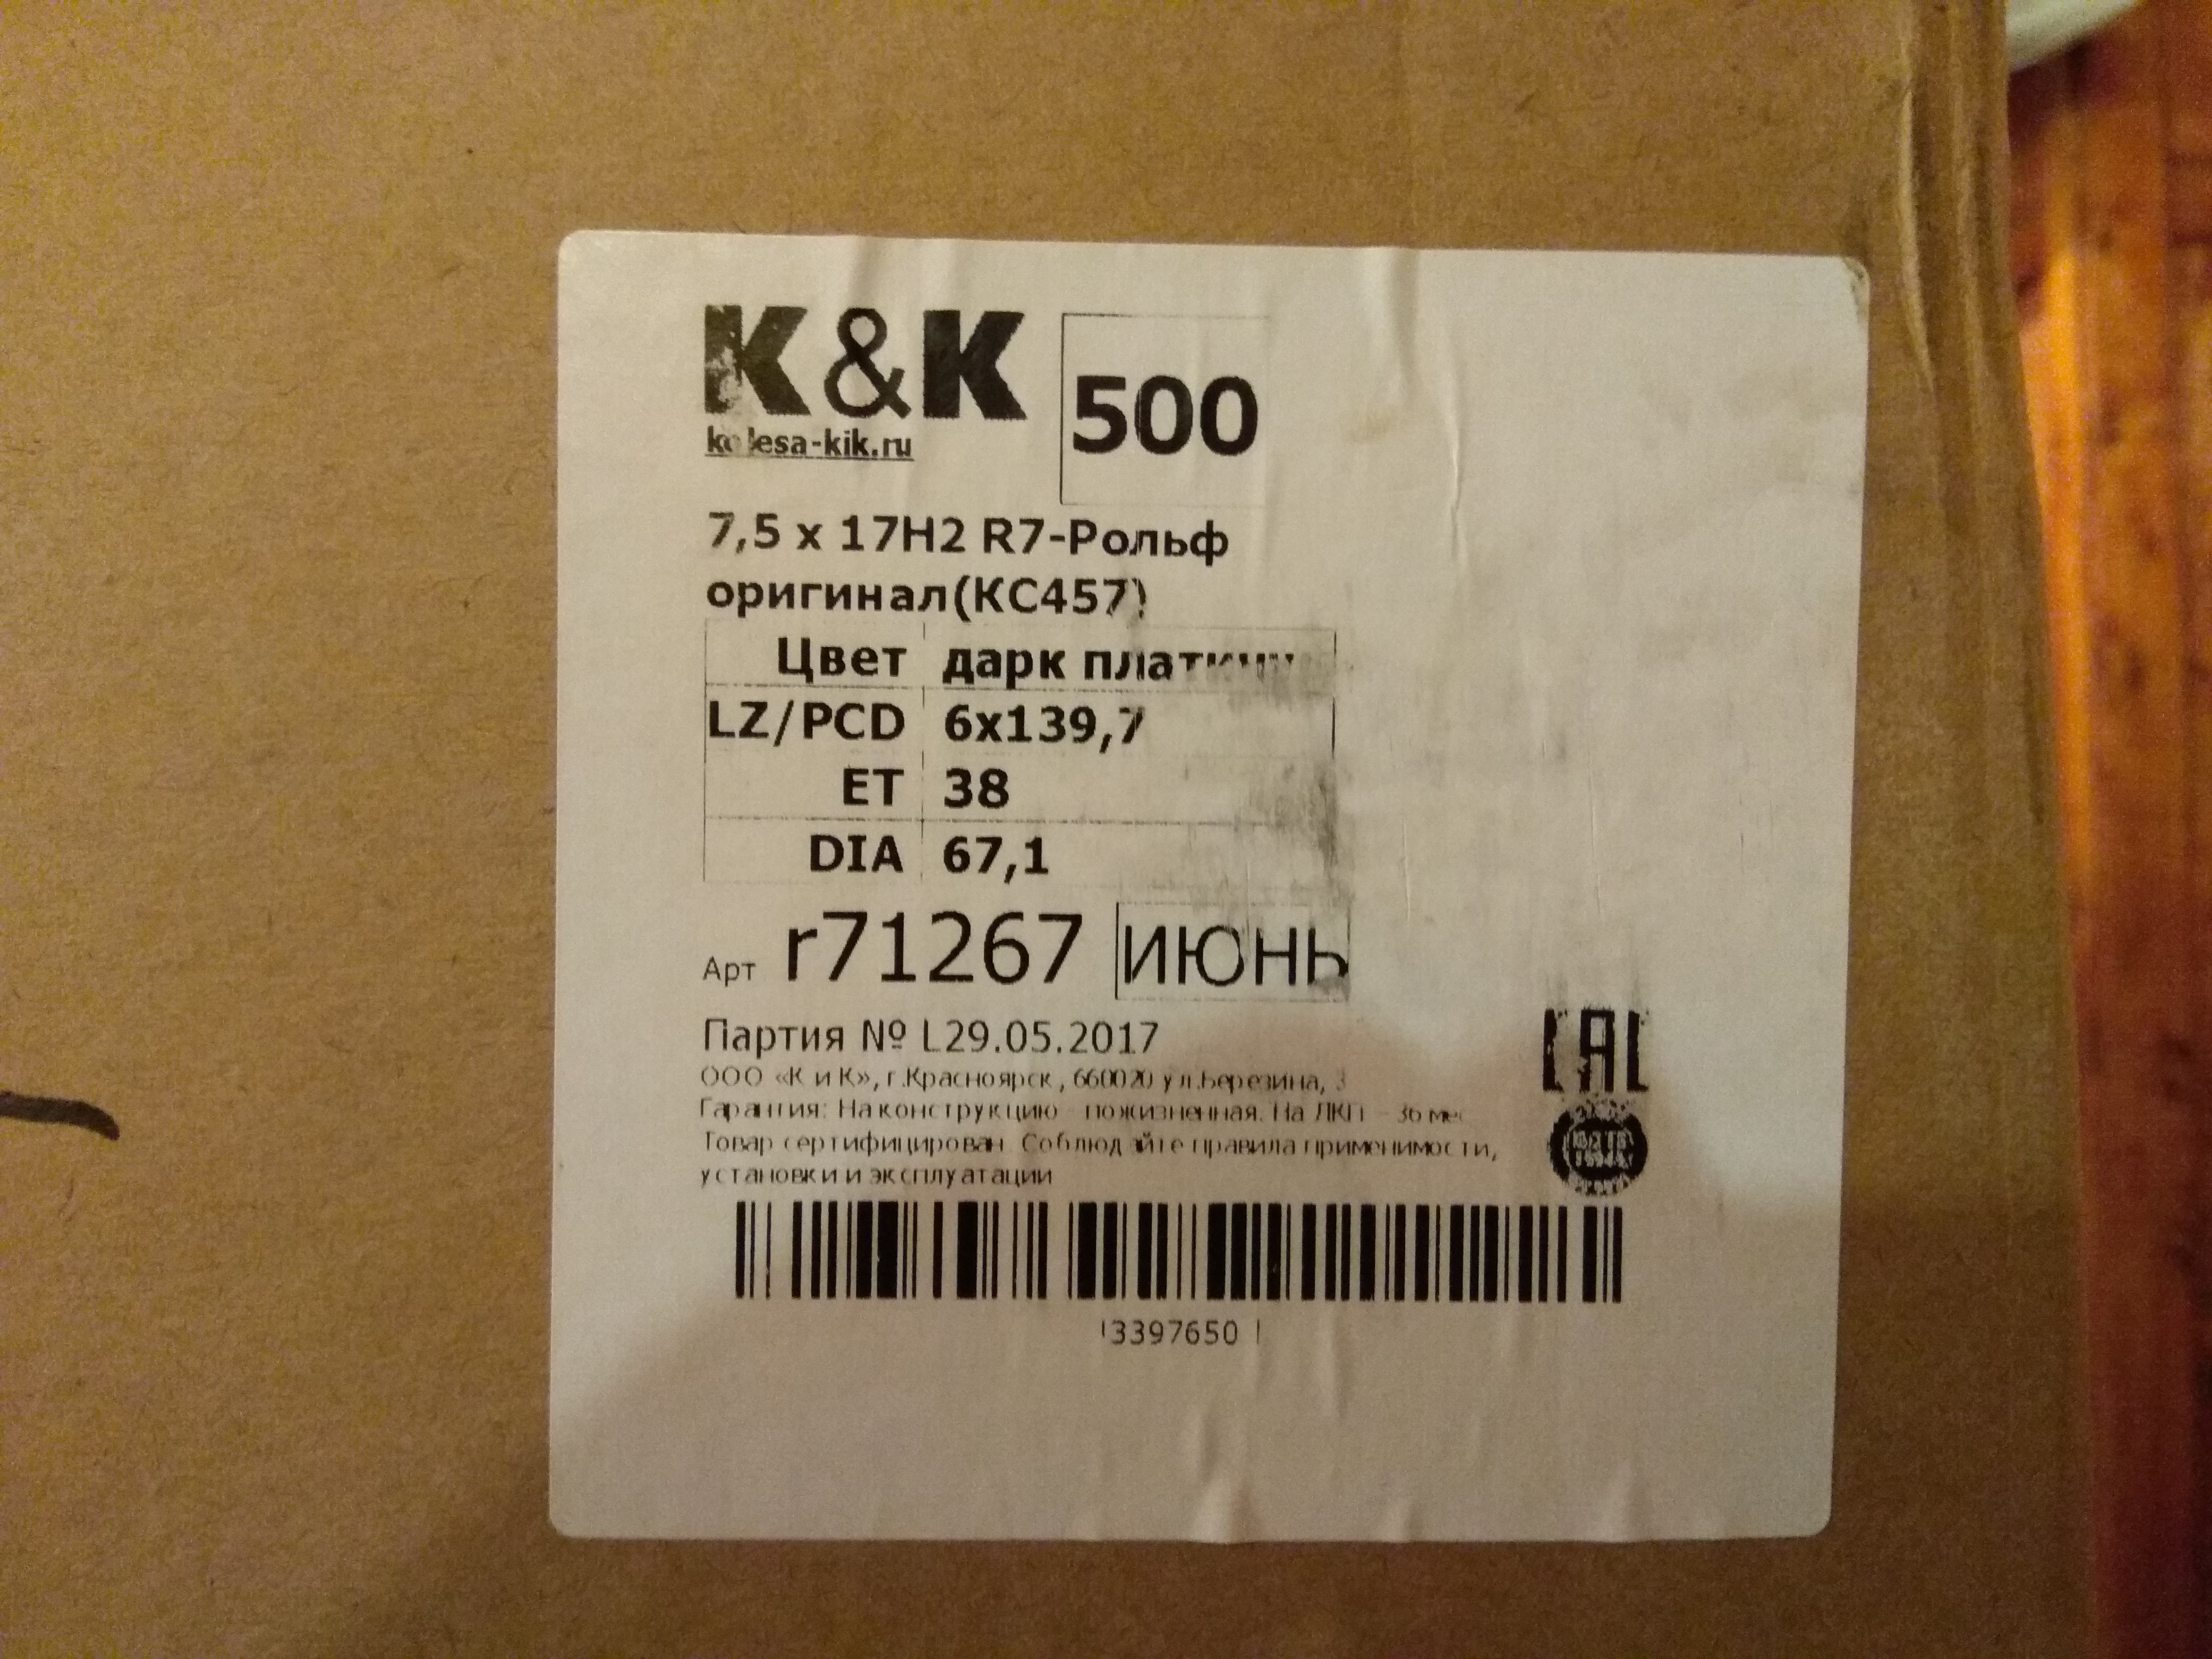 K&K
500
kolesa-kik.ru
7,5 x 17H2 R7-Рольф
оригинал(КС457)
Цвет дарк платинум
LZ/PCD 6x139,7
ET 38
DIA 67,1
Арт r71267 ИЮНЬ
Партия № L29.05.2017
ООО «К и К», г.Красноярск, 660020 ул.Березина, 3
Гарантия: На конструкцию - пожизненная. На ЛКП - 36 мес
Товар сертифицирован. Соблюдайте правила применимости,
установки и эксплуатации
EAC
3397650